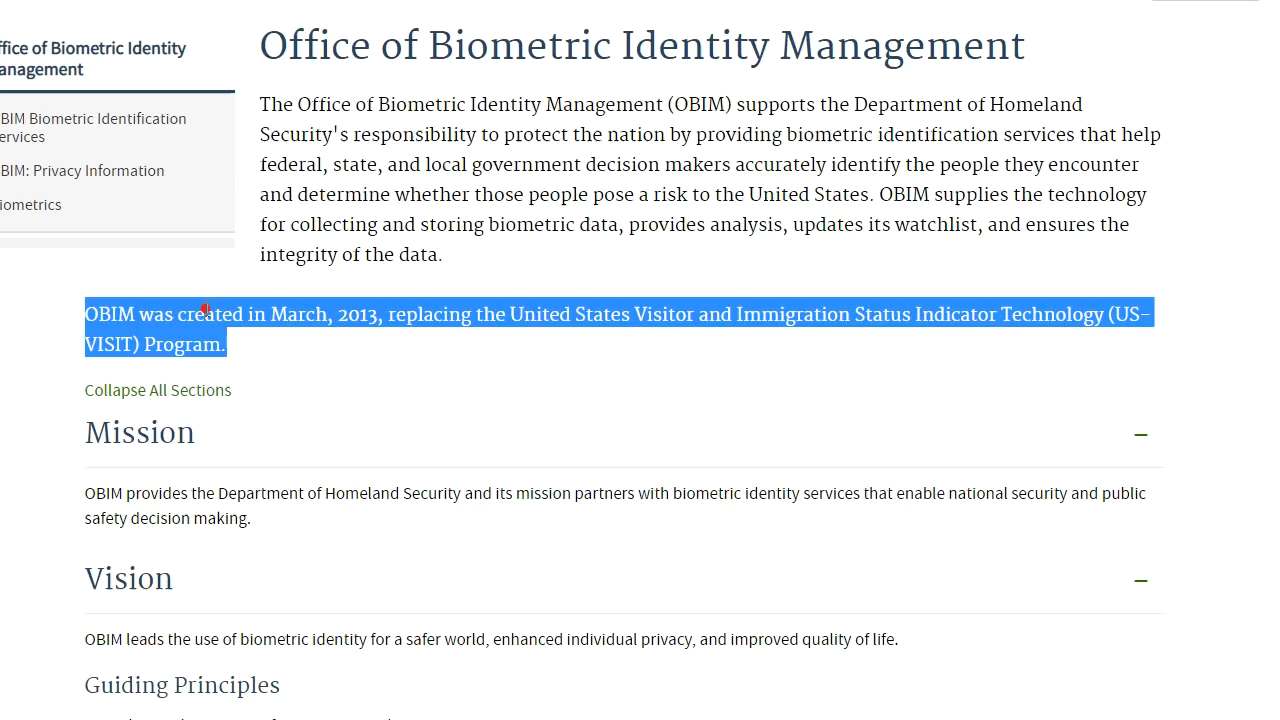 ffice of Biometric Identity
anagement
BIM Biometric Identification
ervices
BIM: Privacy Information
iometrics
Office of Biometric Identity Management
The Office of Biometric Identity Management (OBIM) supports the Department of Homeland
Security's responsibility to protect the nation by providing biometric identification services that help
federal, state, and local government decision makers accurately identify the people they encounter
and determine whether those people pose a risk to the United States. OBIM supplies the technology
for collecting and storing biometric data, provides analysis, updates its watchlist, and ensures the
integrity of the data.
OBIM was created in March, 2013, replacing the United States Visitor and Immigration Status Indicator Technology (US-
VISIT) Program.
Collapse All Sections
Mission
OBIM provides the Department of Homeland Security and its mission partners with biometric identity services that enable national security and public
safety decision making.
Vision
OBIM leads the use of biometric identity for a safer world, enhanced individual privacy, and improved quality of life.
Guiding Principles